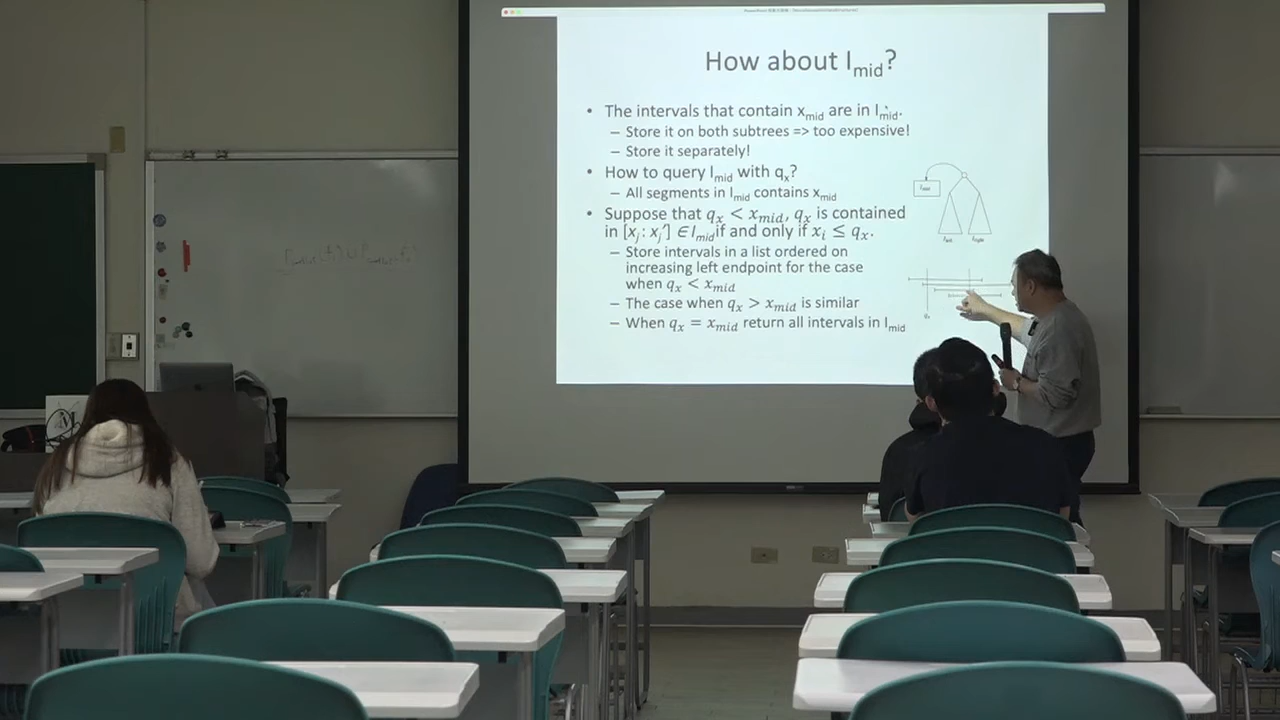 How about Imid?
• The intervals that contain xmid are in Imid.
– Store it on both subtrees => too expensive!
– Store it separately!
• How to query Imid with qx?
– All segments in Imid contains xmid
• Suppose that qx < xmid, qx is contained
in [xj : xj′] ∈ Imid if and only if xi ≤ qx.
– Store intervals in a list ordered on
increasing left endpoint for the case
when qx < xmid
– The case when qx > xmid is similar
– When qx = xmid return all intervals in Imid